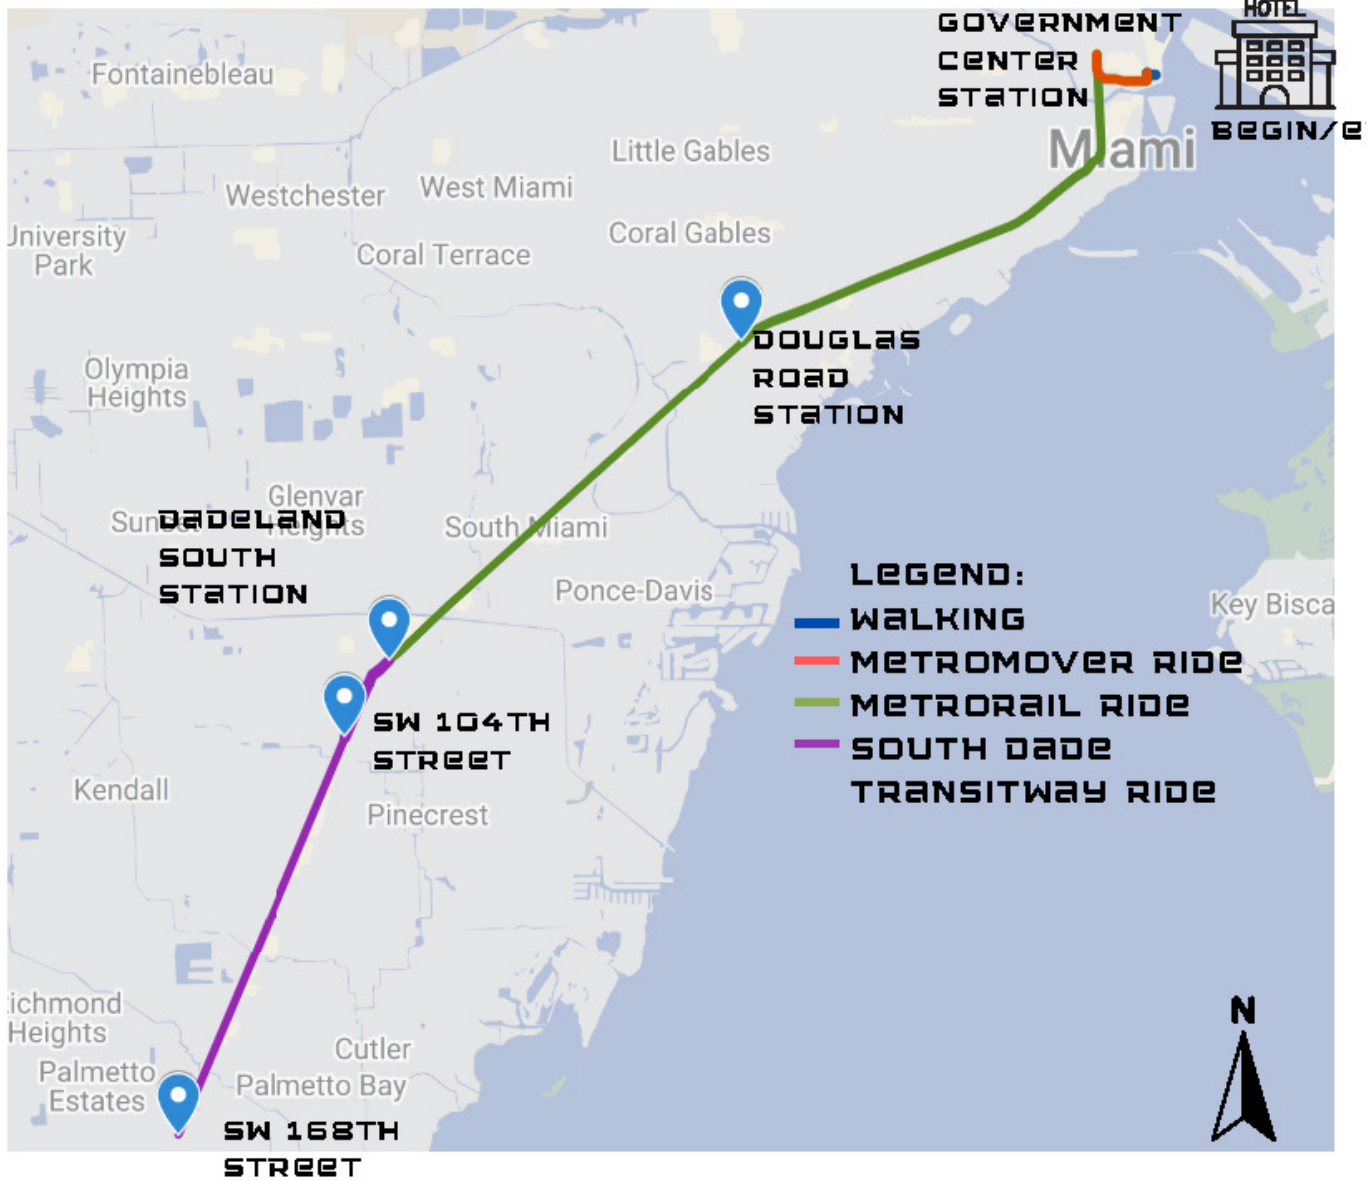 HOTEL
GOVERNMENT
CENTER
STATION
BEGIN/E
Fontainebleau
Miami
Little Gables
West Miami
Westchester
University
Park
Coral Gables
Coral Terrace
DOUGLAS
ROAD
STATION
Olympia
Heights
Glenvar
Heights
Sunset
DADELAND
SOUTH
STATION
South Miami
Ponce-Davis
LEGEND:
WALKING
METROMOVER RIDE
METRORAIL RIDE
SOUTH DADE
TRANSITWAY RIDE
Key Bisca
SW 104TH
STREET
Kendall
Pinecrest
Richmond
Heights
Cutler
Palmetto
Estates
Palmetto Bay
SW 168TH
STREET
N